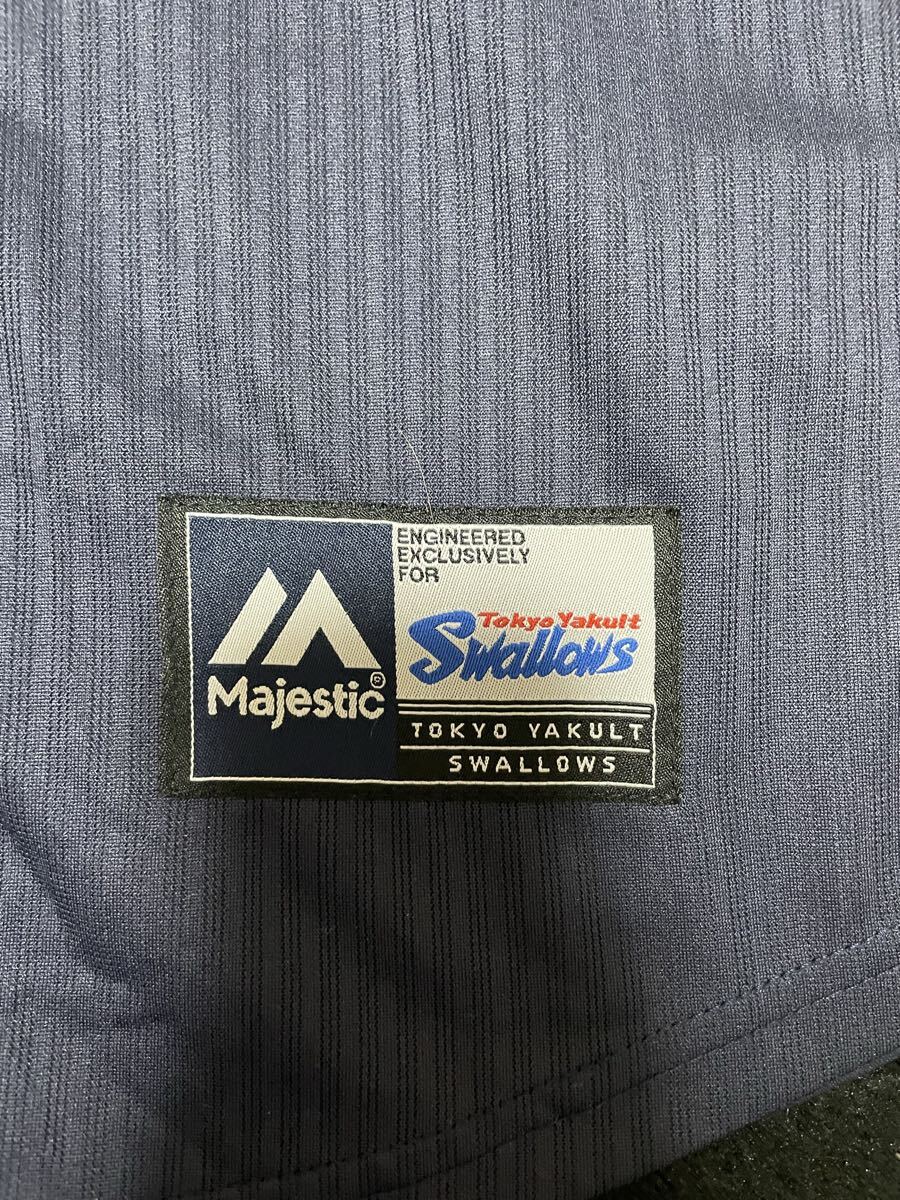 Majestic®
ENGINEERED
EXCLUSIVELY
FOR
Tokyo Yakult
Swallows
TOKYO YAKULT
SWALLOWS